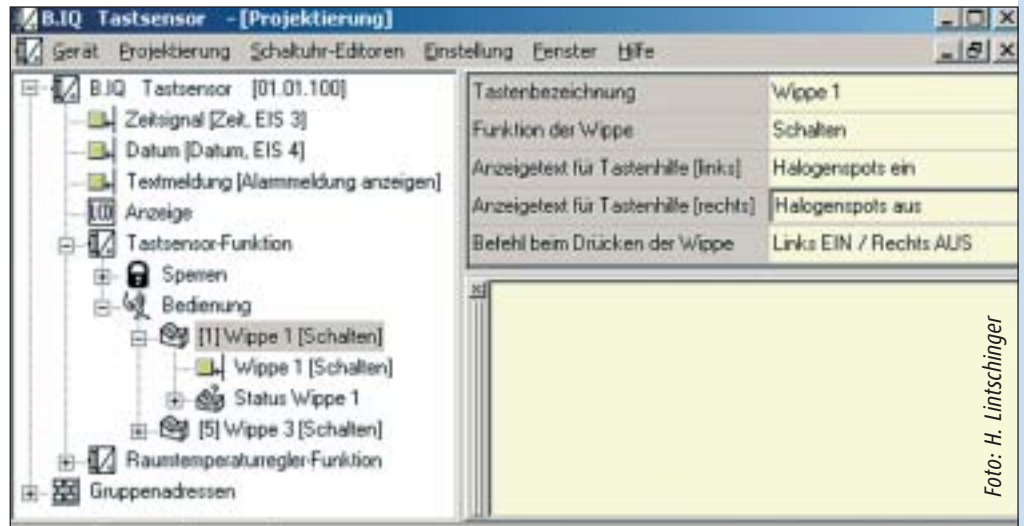 B.IQ Tastsensor - [Projektierung]
Gerät Projektierung Schaltuhr-Editoren Einstellung Fenster Hilfe
B.IQ Tastsensor [01.01.100]
Zeitsignal [Zeit, EIS 3]
Datum [Datum, EIS 4]
Textmeldung [Alarmmeldung anzeigen]
Anzeige
Tastsensor-Funktion
Sperren
Bedienung
[1] Wippe 1 [Schalten]
Wippe 1 [Schalten]
Status Wippe 1
[5] Wippe 3 [Schalten]
Raumtemperaturregler-Funktion
Gruppenadressen
Tastenbezeichnung Wippe 1
Funktion der Wippe Schalten
Anzeigetext für Tastenhilfe [links] Halogenspots ein
Anzeigetext für Tastenhilfe [rechts] Halogenspots aus
Befehl beim Drücken der Wippe Links EIN / Rechts AUS
Foto: H. Lintschinger